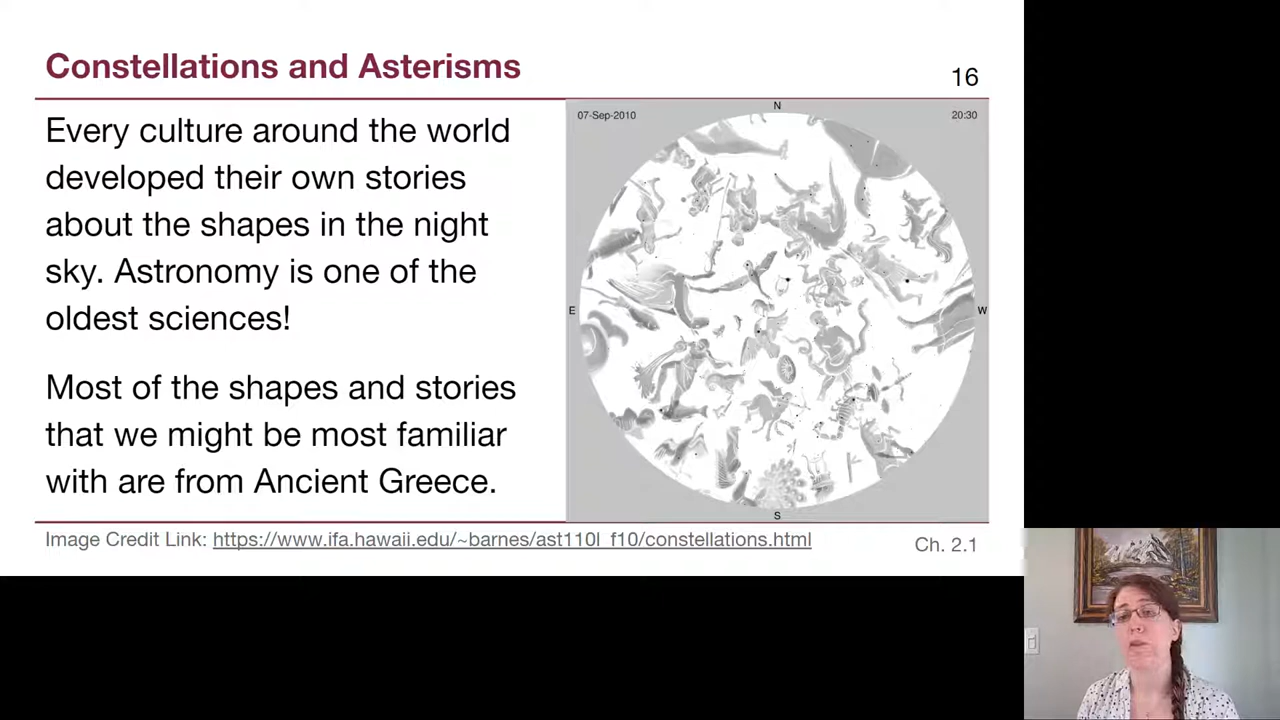 Constellations and Asterisms
16
Every culture around the world
developed their own stories
about the shapes in the night
sky. Astronomy is one of the
oldest sciences!
Most of the shapes and stories
that we might be most familiar
with are from Ancient Greece.
07-Sep-2010
N
20:30
E
W
S
Image Credit Link: https://www.ifa.hawaii.edu/~barnes/ast110l_f10/constellations.html
Ch. 2.1